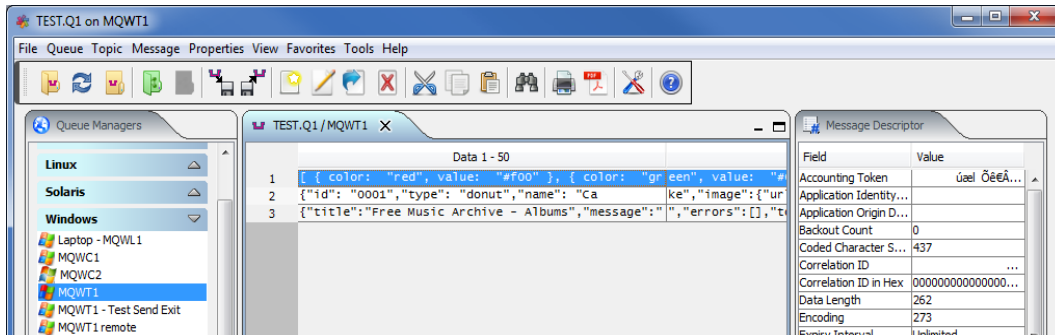 TEST.Q1 on MQWT1
File Queue Topic Message Properties View Favorites Tools Help
Queue Managers
Linux
Solaris
Windows
Laptop - MQWL1
MQWC1
MQWC2
MQWT1
MQWT1 - Test Send Exit
MQWT1 remote
TEST.Q1/MQWT1
Data 1 - 50
1 [ { color: "red", value: "#f00" }, { color: "gr een", value: "#
2 {"id": "0001","type": "donut","name": "Ca ke","image":{"ur
3 {"title":"Free Music Archive - Albums","message":" ","errors":[],"t
Message Descriptor
Field Value
Accounting Token
Application Identity...
Application Origin D...
Backout Count 0
Coded Character S... 437
Correlation ID ...
Correlation ID in Hex 000000000000000...
Data Length 262
Encoding 273
Expiry Interval Unlimited